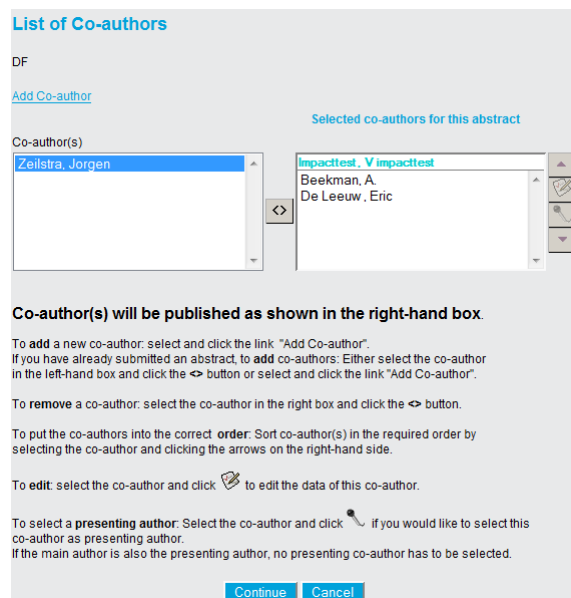 List of Co-authors
DF
Add Co-author
Selected co-authors for this abstract
Co-author(s)
Zeilstra, Jorgen
Impacttest, V impacttest
Beekman, A.
De Leeuw, Eric
<>
Co-author(s) will be published as shown in the right-hand box.
To add a new co-author: select and click the link "Add Co-author".
If you have already submitted an abstract, to add co-authors: Either select the co-author
in the left-hand box and click the <> button or select and click the link "Add Co-author".
To remove a co-author: select the co-author in the right box and click the <> button.
To put the co-authors into the correct order: Sort co-author(s) in the required order by
selecting the co-author and clicking the arrows on the right-hand side.
To edit: select the co-author and click to edit the data of this co-author.
To select a presenting author: Select the co-author and click if you would like to select this
co-author as presenting author.
If the main author is also the presenting author, no presenting co-author has to be selected.
Continue Cancel